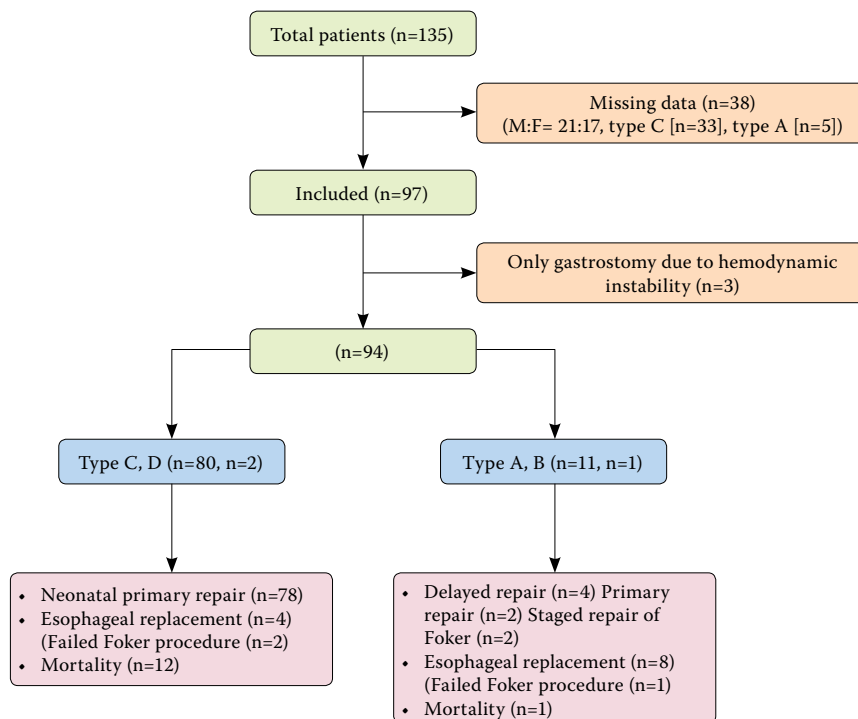 Total patients (n=135)
Missing data (n=38)
(M:F= 21:17, type C [n=33], type A [n=5])
Included (n=97)
Only gastrostomy due to hemodynamic
instability (n=3)
(n=94)
Type C, D (n=80, n=2)
Type A, B (n=11, n=1)
• Neonatal primary repair (n=78)
• Esophageal replacement (n=4)
(Failed Foker procedure (n=2)
• Mortality (n=12)
• Delayed repair (n=4) Primary
repair (n=2) Staged repair of
Foker (n=2)
• Esophageal replacement (n=8)
(Failed Foker procedure (n=1)
• Mortality (n=1)